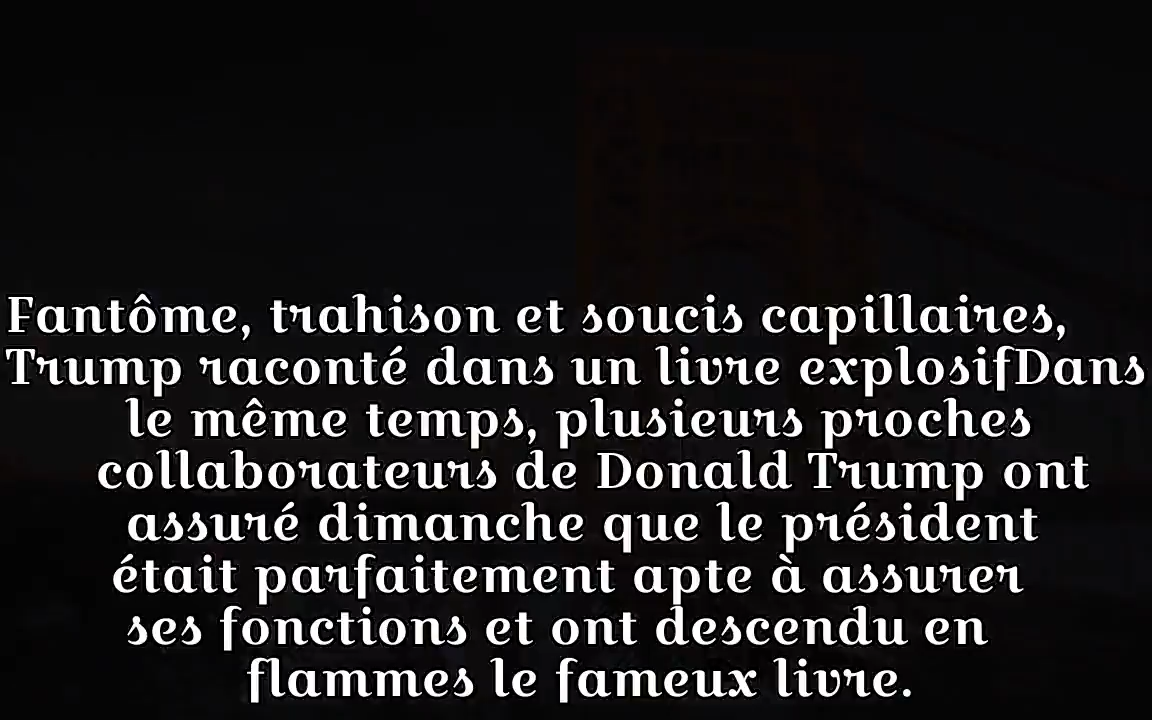 Fantôme, trahison et soucis capillaires,
Trump raconté dans un livre explosifDans
le même temps, plusieurs proches
collaborateurs de Donald Trump ont
assuré dimanche que le président
était parfaitement apte à assurer
ses fonctions et ont descendu en
flammes le fameux livre.